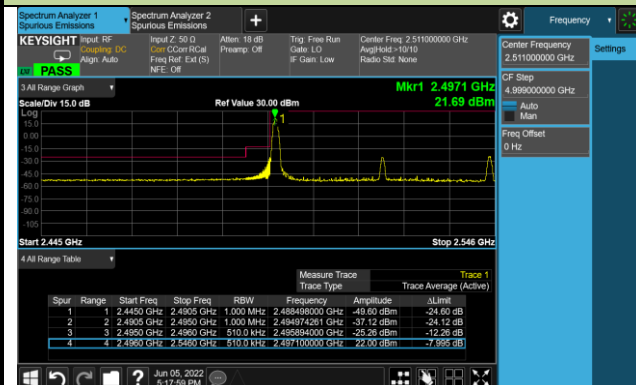 Spectrum Analyzer 1
Spurious Emissions
Spectrum Analyzer 2
Spurious Emissions
+
Frequency
KEYSIGHT
Input: RF
Coupling: DC
Align: Auto
Input Z: 50 Ω
Corr CCorr RCal
Freq Ref: Ext (S)
NFE: Off
Atten: 18 dB
Preamp: Off
Trig: Free Run
Gate: LO
IF Gain: Low
Center Freq: 2.511000000 GHz
Avg|Hold:>10/10
Radio Std: None
PASS
Center Frequency
2.511000000 GHz
Settings
CF Step
4.999000000 GHz
Auto
Man
Freq Offset
0 Hz
3 All Range Graph
Mkr1 2.4971 GHz
Scale/Div 15.0 dB
Ref Value 30.00 dBm
21.69 dBm
Log
15.0
0.00
-15.0
-30.0
-45.0
-60.0
-75.0
-90.0
-105
1
Start 2.445 GHz
Stop 2.546 GHz
4 All Range Table
Measure Trace Trace 1
Trace Type Trace Average (Active)
Spur Range Start Freq Stop Freq RBW Frequency Amplitude ΔLimit
1 1 2.4450 GHz 2.4905 GHz 1.000 MHz 2.488498000 GHz -49.60 dBm -24.60 dB
2 2 2.4905 GHz 2.4950 GHz 1.000 MHz 2.494974261 GHz -37.12 dBm -24.12 dB
3 3 2.4950 GHz 2.4960 GHz 510.0 kHz 2.495894000 GHz -25.26 dBm -12.26 dB
4 4 2.4960 GHz 2.5460 GHz 510.0 kHz 2.497100000 GHz 22.00 dBm -7.995 dB
?
Jun 05, 2022
5:17:59 PM